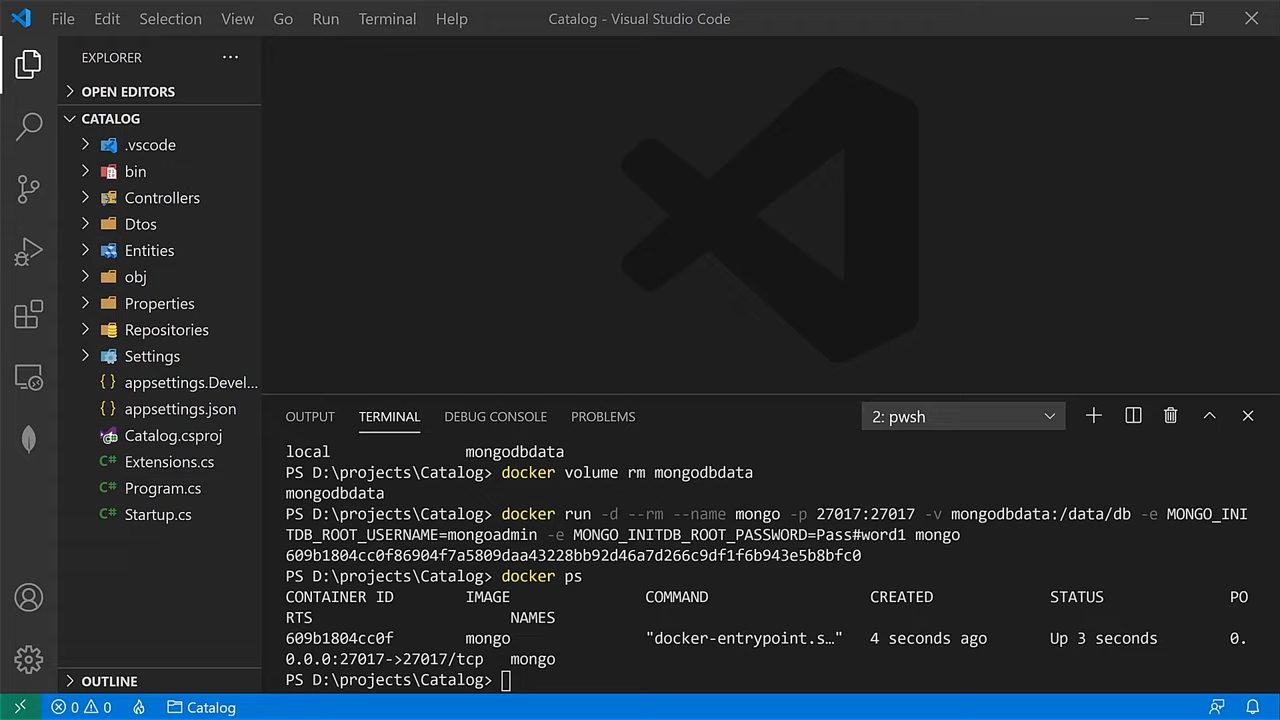 File Edit Selection View Go Run Terminal Help Catalog - Visual Studio Code
EXPLORER
OPEN EDITORS
CATALOG
.vscode
bin
Controllers
Dtos
Entities
obj
Properties
Repositories
Settings
appsettings.Devel...
appsettings.json
Catalog.csproj
Extensions.cs
Program.cs
Startup.cs
OUTLINE
OUTPUT TERMINAL DEBUG CONSOLE PROBLEMS 2: pwsh
local mongodbdata
PS D:\projects\Catalog> docker volume rm mongodbdata
mongodbdata
PS D:\projects\Catalog> docker run -d --rm --name mongo -p 27017:27017 -v mongodbdata:/data/db -e MONGO_INI
TDB_ROOT_USERNAME=mongoadmin -e MONGO_INITDB_ROOT_PASSWORD=Pass#word1 mongo
609b1804cc0f86904f7a5809daa43228bb92d46a7d266c9df1f6b943e5b8bfc0
PS D:\projects\Catalog> docker ps
CONTAINER ID IMAGE COMMAND CREATED STATUS PO
RTS NAMES
609b1804cc0f mongo "docker-entrypoint.s…" 4 seconds ago Up 3 seconds 0.
0.0.0:27017->27017/tcp mongo
PS D:\projects\Catalog>
0 0 Catalog